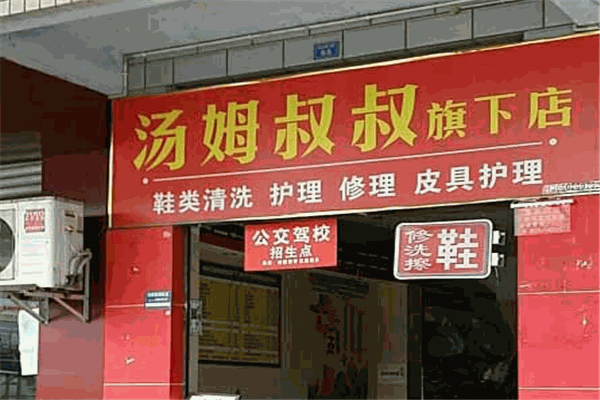 汤姆叔叔旗下店
鞋类清洗 护理 修理 皮具护理
公交驾校
招生点
修洗擦 鞋